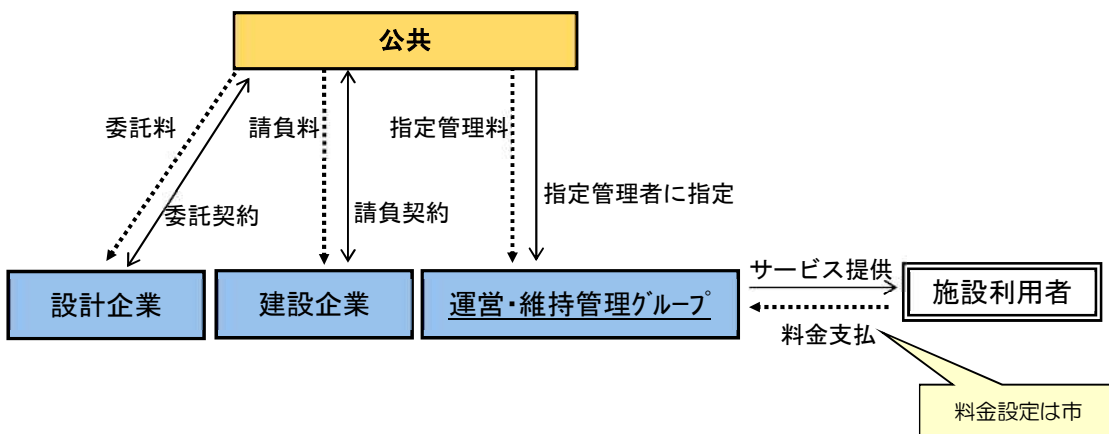 公共
委託料
請負料
指定管理料
委託契約
請負契約
指定管理者に指定
設計企業
建設企業
運営・維持管理ｸﾞﾙｰﾌﾟ
サービス提供
施設利用者
料金支払
料金設定は市